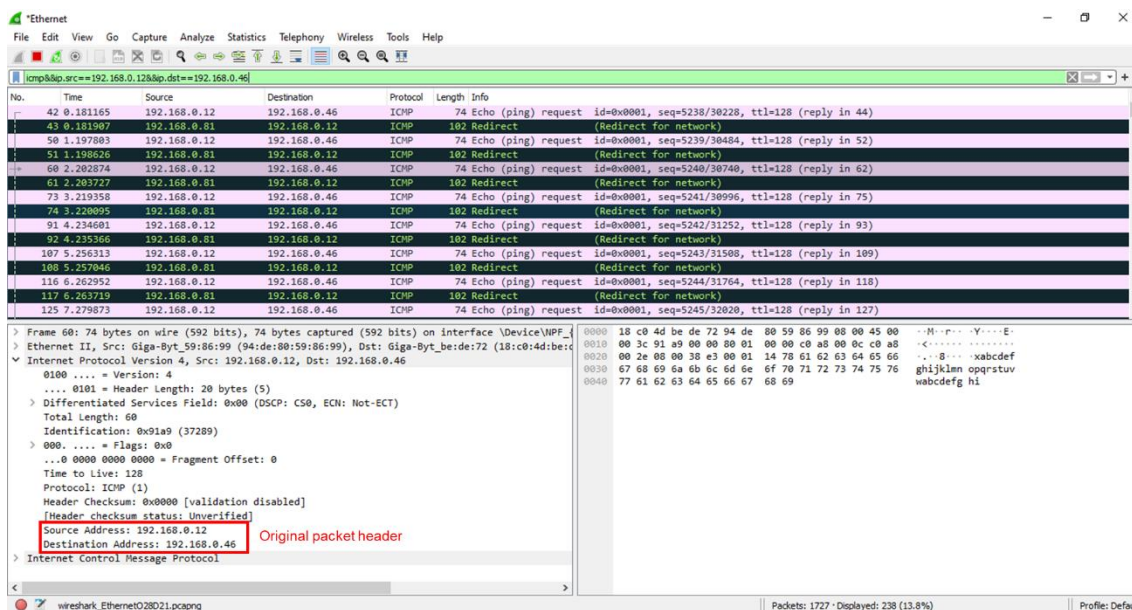 *Ethernet
File Edit View Go Capture Analyze Statistics Telephony Wireless Tools Help
icmp&&ip.src==192.168.0.12&&ip.dst==192.168.0.46
No. Time Source Destination Protocol Length Info
42 0.181165 192.168.0.12 192.168.0.46 ICMP 74 Echo (ping) request id=0x0001, seq=5238/30228, ttl=128 (reply in 44)
43 0.181907 192.168.0.81 192.168.0.12 ICMP 102 Redirect (Redirect for network)
50 1.197803 192.168.0.12 192.168.0.46 ICMP 74 Echo (ping) request id=0x0001, seq=5239/30484, ttl=128 (reply in 52)
51 1.198626 192.168.0.81 192.168.0.12 ICMP 102 Redirect (Redirect for network)
60 2.202874 192.168.0.12 192.168.0.46 ICMP 74 Echo (ping) request id=0x0001, seq=5240/30740, ttl=128 (reply in 62)
61 2.203727 192.168.0.81 192.168.0.12 ICMP 102 Redirect (Redirect for network)
73 3.219358 192.168.0.12 192.168.0.46 ICMP 74 Echo (ping) request id=0x0001, seq=5241/30996, ttl=128 (reply in 75)
74 3.220095 192.168.0.81 192.168.0.12 ICMP 102 Redirect (Redirect for network)
91 4.234601 192.168.0.12 192.168.0.46 ICMP 74 Echo (ping) request id=0x0001, seq=5242/31252, ttl=128 (reply in 93)
92 4.235366 192.168.0.81 192.168.0.12 ICMP 102 Redirect (Redirect for network)
107 5.256313 192.168.0.12 192.168.0.46 ICMP 74 Echo (ping) request id=0x0001, seq=5243/31508, ttl=128 (reply in 109)
108 5.257046 192.168.0.81 192.168.0.12 ICMP 102 Redirect (Redirect for network)
116 6.262952 192.168.0.12 192.168.0.46 ICMP 74 Echo (ping) request id=0x0001, seq=5244/31764, ttl=128 (reply in 118)
117 6.263719 192.168.0.81 192.168.0.12 ICMP 102 Redirect (Redirect for network)
125 7.279873 192.168.0.12 192.168.0.46 ICMP 74 Echo (ping) request id=0x0001, seq=5245/32020, ttl=128 (reply in 127)
Frame 60: 74 bytes on wire (592 bits), 74 bytes captured (592 bits) on interface \Device\NPF_{
Ethernet II, Src: Giga-Byt_59:86:99 (94:de:80:59:86:99), Dst: Giga-Byt_be:de:72 (18:c0:4d:be:d
Internet Protocol Version 4, Src: 192.168.0.12, Dst: 192.168.0.46
0100 .... = Version: 4
.... 0101 = Header Length: 20 bytes (5)
Differentiated Services Field: 0x00 (DSCP: CS0, ECN: Not-ECT)
Total Length: 60
Identification: 0x91a9 (37289)
000. .... = Flags: 0x0
...0 0000 0000 0000 = Fragment Offset: 0
Time to Live: 128
Protocol: ICMP (1)
Header Checksum: 0x0000 [validation disabled]
[Header checksum status: Unverified]
Source Address: 192.168.0.12
Destination Address: 192.168.0.46
Original packet header
Internet Control Message Protocol
0000 18 c0 4d be de 72 94 de 80 59 86 99 08 00 45 00 ··M··r·· ·Y····E·
0010 00 3c 91 a9 00 00 80 01 00 00 c0 a8 00 0c c0 a8 ·<······ ········
0020 00 2e 08 00 38 e3 00 01 14 78 61 62 63 64 65 66 ·.··8··· ·xabcdef
0030 67 68 69 6a 6b 6c 6d 6e 6f 70 71 72 73 74 75 76 ghijklmn opqrstuv
0040 77 61 62 63 64 65 66 67 68 69 wabcdefg hi
wireshark_EthernetO28D21.pcapng
Packets: 1727 · Displayed: 238 (13.8%)
Profile: Defa